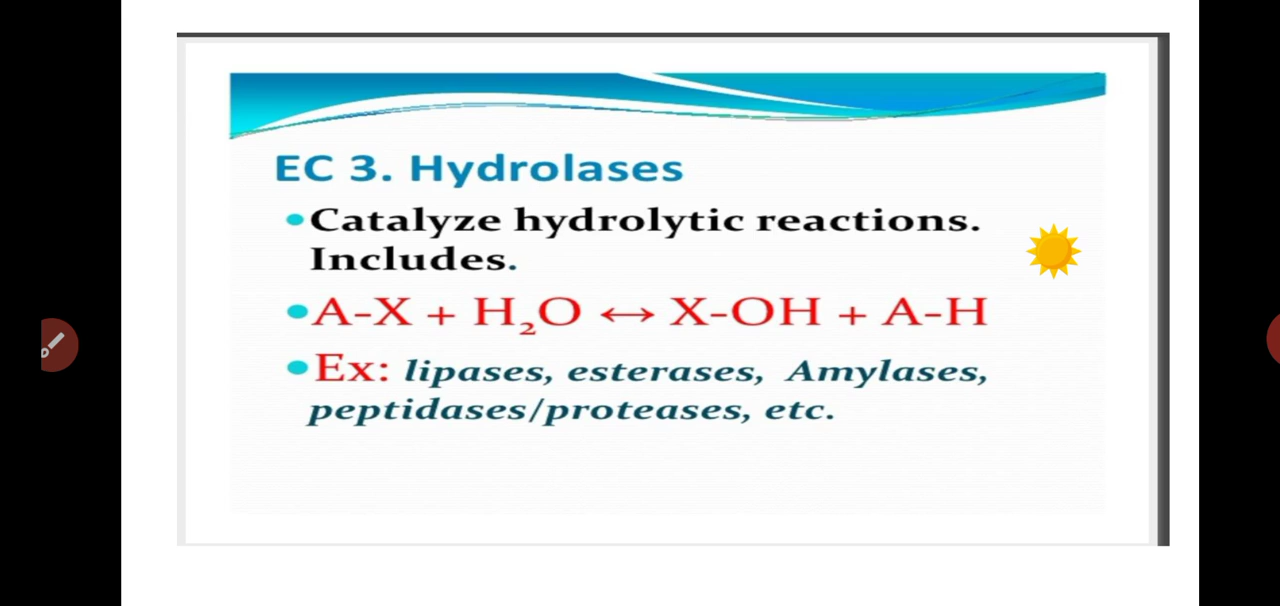 EC 3. Hydrolases
•Catalyze hydrolytic reactions.
Includes.
•A-X + H₂O ↔ X-OH + A-H
•Ex: lipases, esterases, Amylases,
peptidases/proteases, etc.